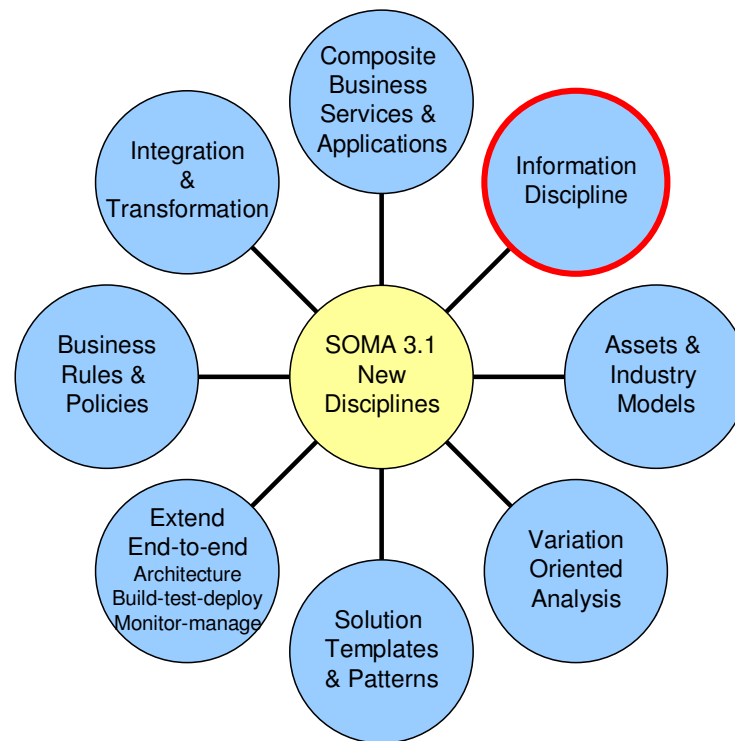 Composite
Business
Services &
Applications
Information
Discipline
Assets &
Industry
Models
Variation
Oriented
Analysis
Solution
Templates
& Patterns
Extend
End-to-end
Architecture
Build-test-deploy
Monitor-manage
Business
Rules &
Policies
Integration
&
Transformation
SOMA 3.1
New
Disciplines